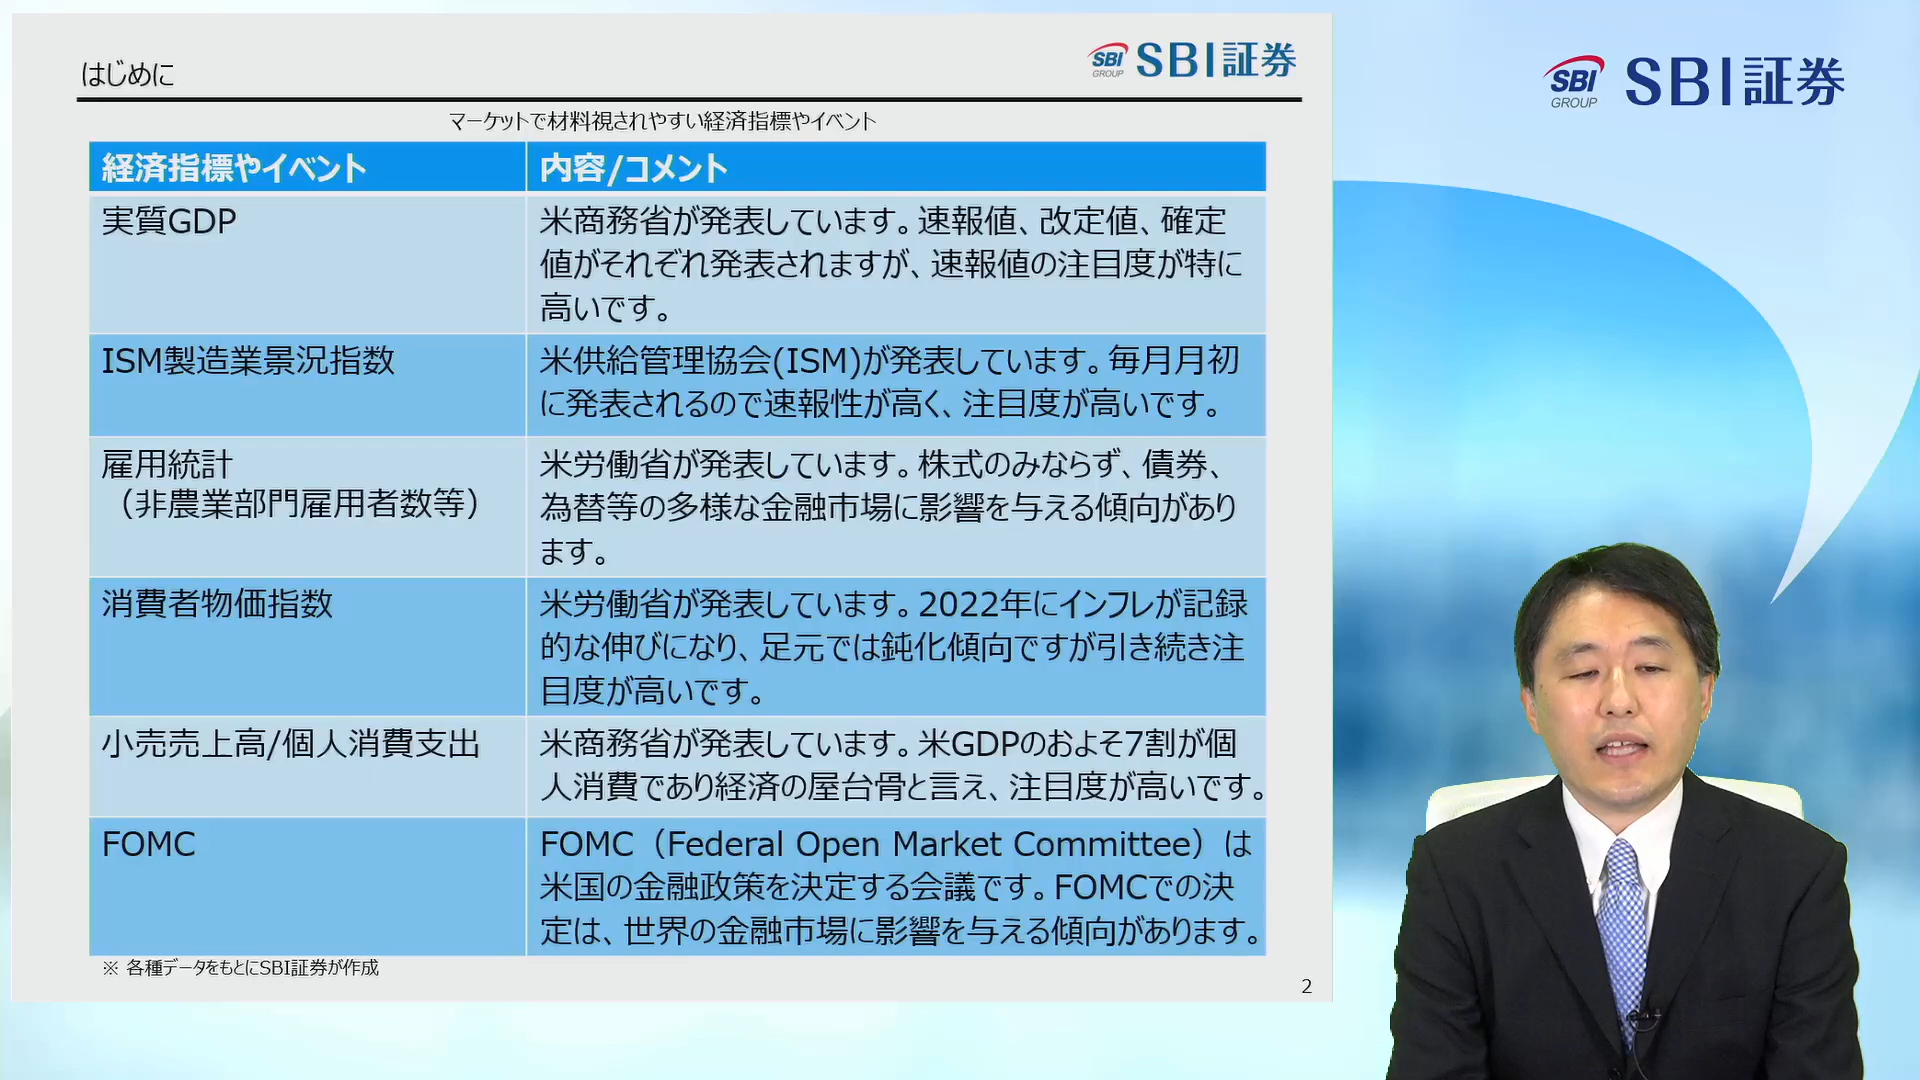 はじめに
SBI
GROUP
SBI証券
SBI
GROUP
SBI証券
マーケットで材料視されやすい経済指標やイベント
経済指標やイベント
内容/コメント
実質GDP
米商務省が発表しています。速報値、改定値、確定
値がそれぞれ発表されますが、速報値の注目度が特に
高いです。
ISM製造業景況指数
米供給管理協会(ISM)が発表しています。毎月月初
に発表されるので速報性が高く、注目度が高いです。
雇用統計
（非農業部門雇用者数等）
米労働省が発表しています。株式のみならず、債券、
為替等の多様な金融市場に影響を与える傾向があり
ます。
消費者物価指数
米労働省が発表しています。2022年にインフレが記録
的な伸びになり、足元では鈍化傾向ですが引き続き注
目度が高いです。
小売売上高/個人消費支出
米商務省が発表しています。米GDPのおよそ7割が個
人消費であり経済の屋台骨と言え、注目度が高いです。
FOMC
FOMC（Federal Open Market Committee）は
米国の金融政策を決定する会議です。FOMCでの決
定は、世界の金融市場に影響を与える傾向があります。
※ 各種データをもとにSBI証券が作成
2